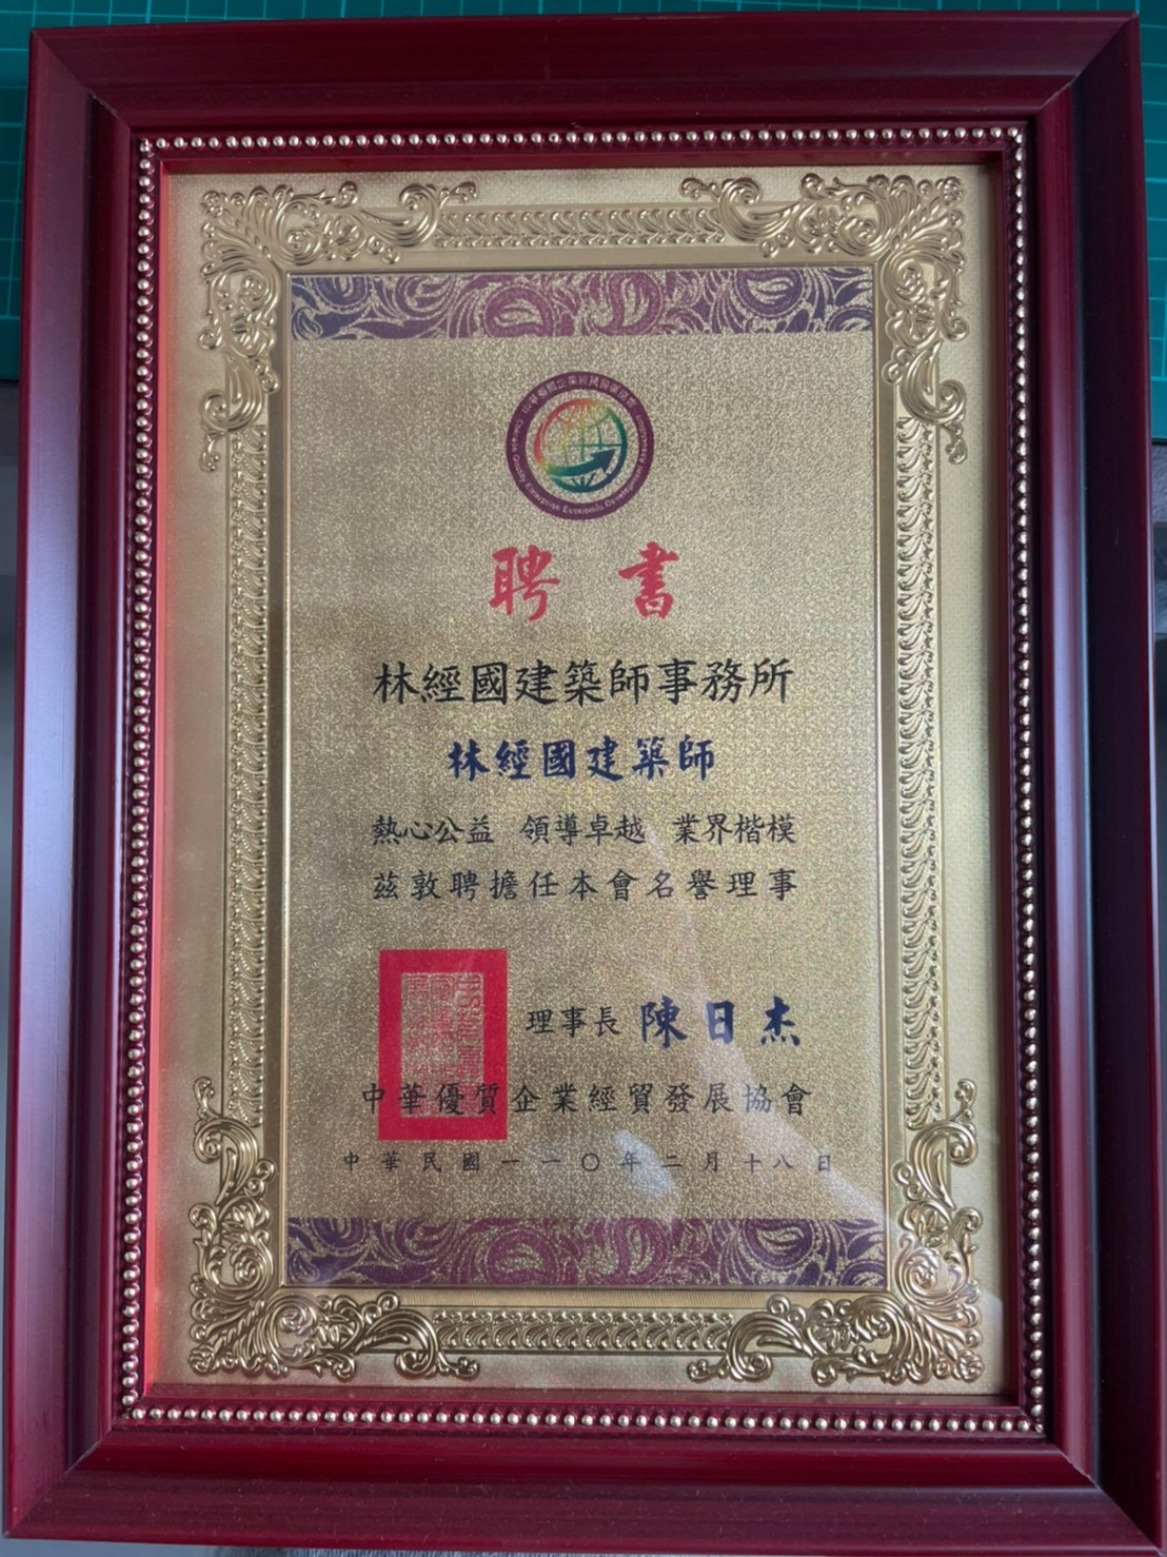 聘書
林經國建築師事務所
林經國建築師
熱心公益 領導卓越 業界楷模
茲敦聘擔任本會名譽理事
理事長 陳日杰
中華優質企業經貿發展協會
中華民國一一〇年二月十八日